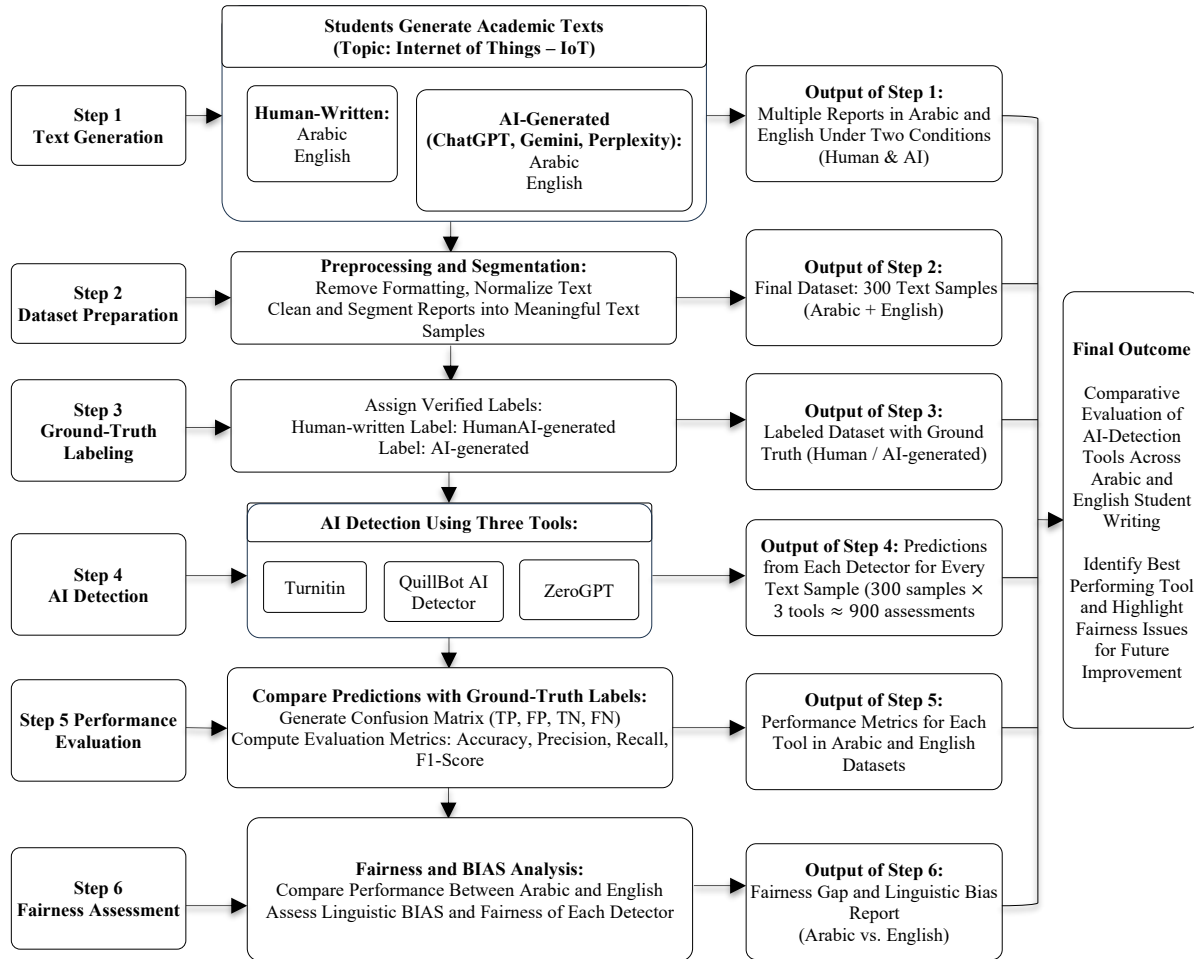 Students Generate Academic Texts
(Topic: Internet of Things – IoT)
Step 1
Text Generation
Human-Written:
Arabic
English
AI-Generated
(ChatGPT, Gemini, Perplexity):
Arabic
English
Output of Step 1:
Multiple Reports in Arabic and
English Under Two Conditions
(Human & AI)
Step 2
Dataset Preparation
Preprocessing and Segmentation:
Remove Formatting, Normalize Text
Clean and Segment Reports into Meaningful Text
Samples
Output of Step 2:
Final Dataset: 300 Text Samples
(Arabic + English)
Step 3
Ground-Truth
Labeling
Assign Verified Labels:
Human-written Label: HumanAI-generated
Label: AI-generated
Output of Step 3:
Labeled Dataset with Ground
Truth (Human / AI-generated)
Step 4
AI Detection
AI Detection Using Three Tools:
Turnitin
QuillBot AI
Detector
ZeroGPT
Output of Step 4: Predictions
from Each Detector for Every
Text Sample (300 samples ×
3 tools ≈ 900 assessments
Step 5 Performance
Evaluation
Compare Predictions with Ground-Truth Labels:
Generate Confusion Matrix (TP, FP, TN, FN)
Compute Evaluation Metrics: Accuracy, Precision, Recall,
F1-Score
Output of Step 5:
Performance Metrics for Each
Tool in Arabic and English
Datasets
Step 6
Fairness Assessment
Fairness and BIAS Analysis:
Compare Performance Between Arabic and English
Assess Linguistic BIAS and Fairness of Each Detector
Output of Step 6:
Fairness Gap and Linguistic Bias
Report
(Arabic vs. English)
Final Outcome
Comparative
Evaluation of
AI-Detection
Tools Across
Arabic and
English Student
Writing
Identify Best
Performing Tool
and Highlight
Fairness Issues
for Future
Improvement